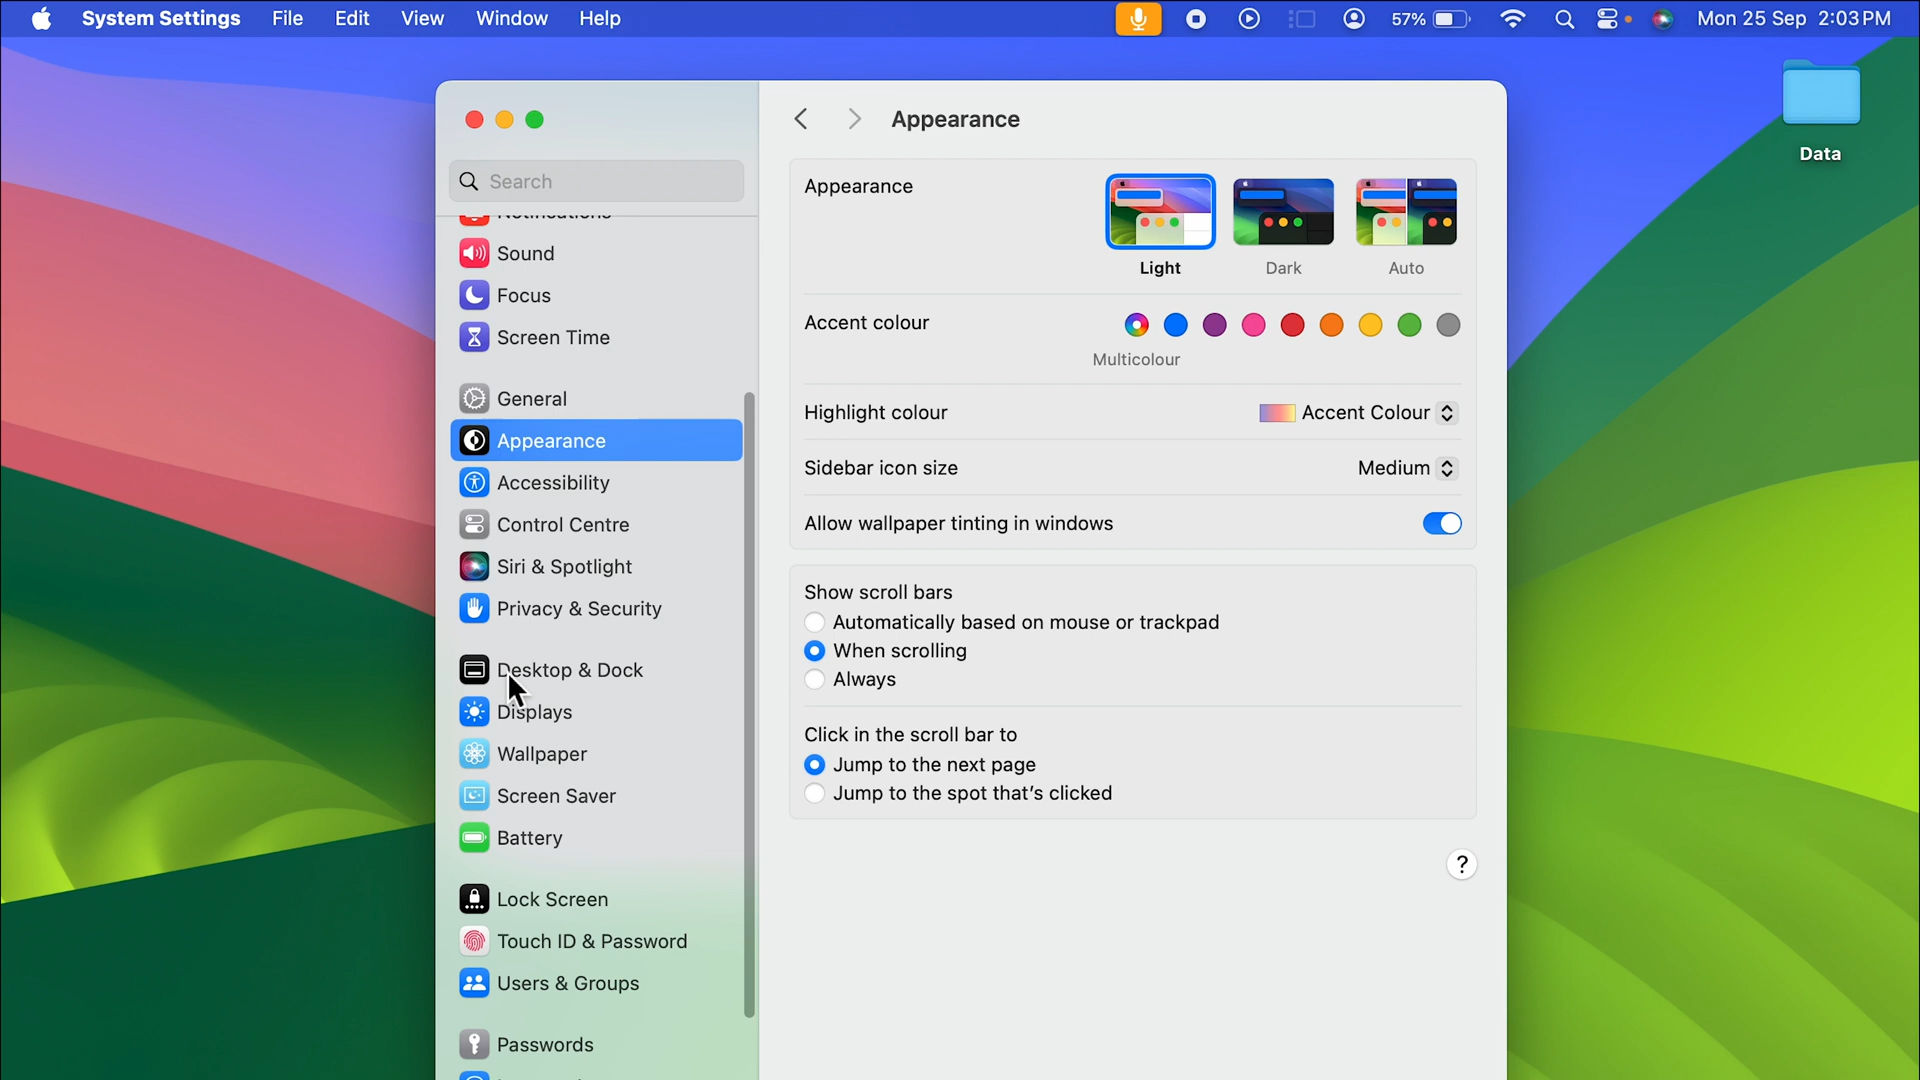 System Settings File Edit View Window Help 57% Mon 25 Sep 2:03 PM
Data
Search
Notifications
Sound
Focus
Screen Time
General
Appearance
Accessibility
Control Centre
Siri & Spotlight
Privacy & Security
Desktop & Dock
Displays
Wallpaper
Screen Saver
Battery
Lock Screen
Touch ID & Password
Users & Groups
Passwords
Appearance
Appearance
Light Dark Auto
Accent colour
Multicolour
Highlight colour Accent Colour
Sidebar icon size Medium
Allow wallpaper tinting in windows
Show scroll bars
Automatically based on mouse or trackpad
When scrolling
Always
Click in the scroll bar to
Jump to the next page
Jump to the spot that's clicked
?